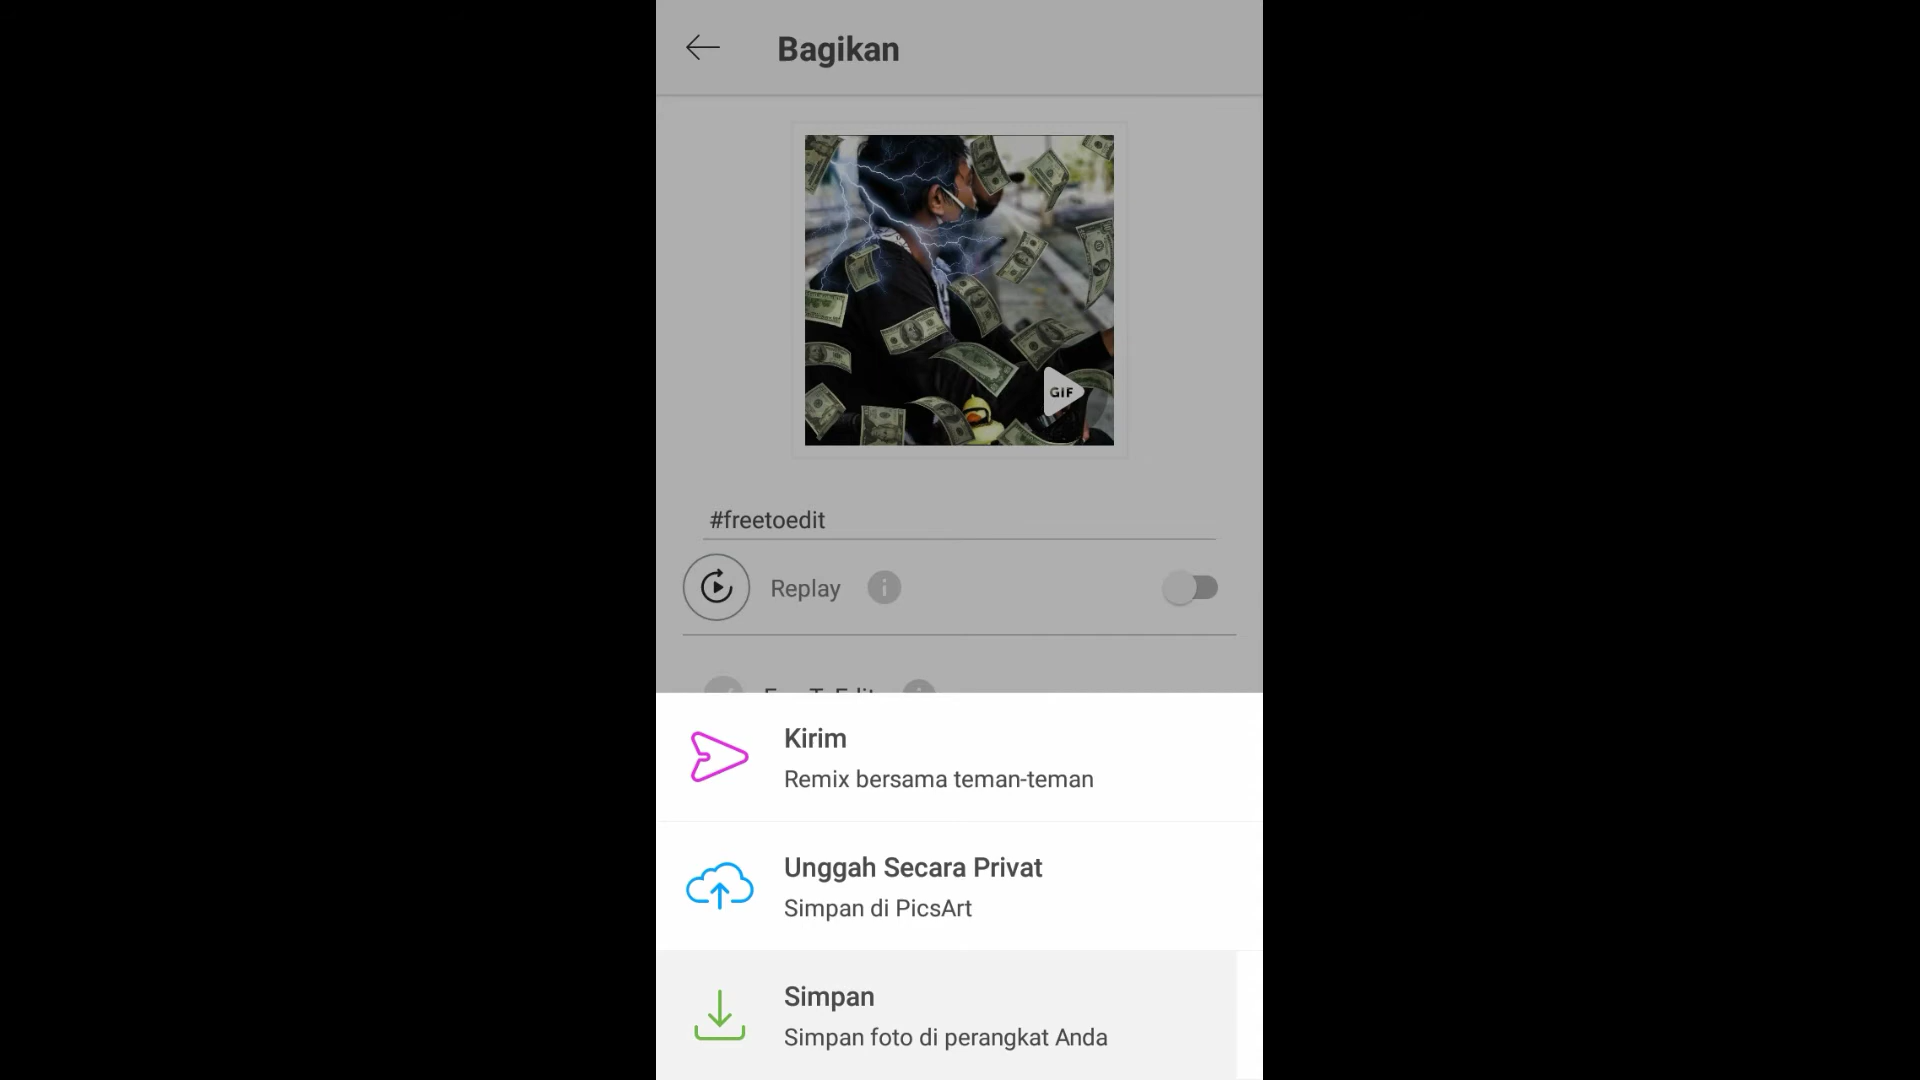 Bagikan
GIF
#freetoedit
Replay
Kirim
Remix bersama teman-teman
Unggah Secara Privat
Simpan di PicsArt
Simpan
Simpan foto di perangkat Anda